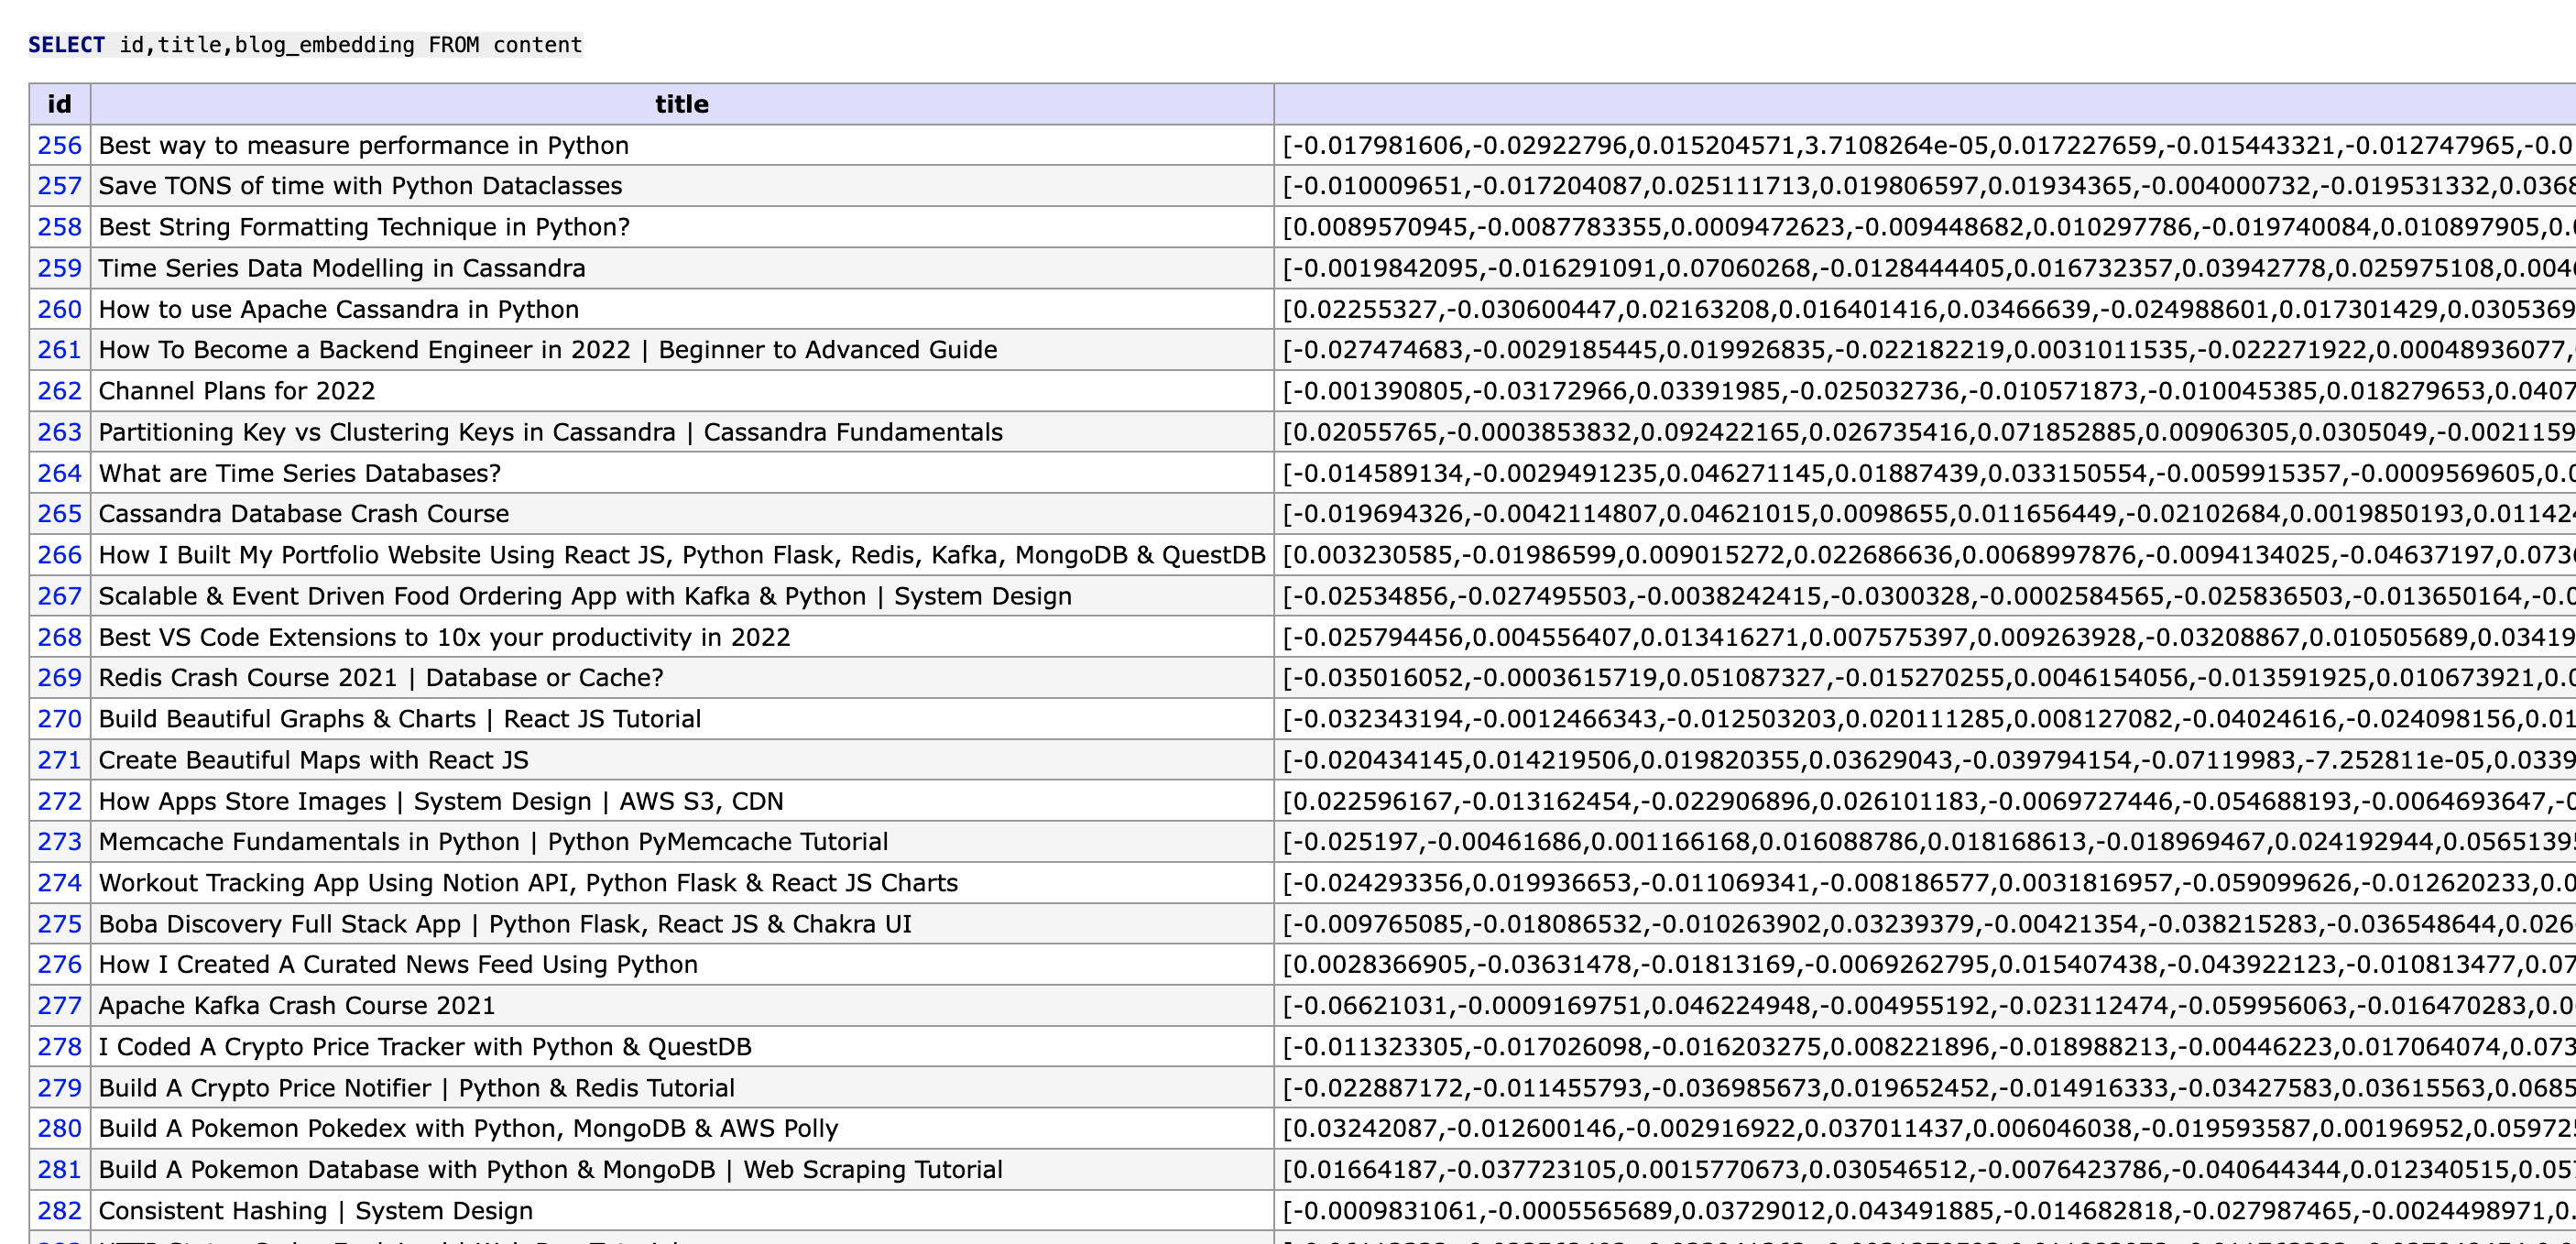 SELECT id,title,blog_embedding FROM content
id title
256 Best way to measure performance in Python [-0.017981606,-0.02922796,0.015204571,3.7108264e-05,0.017227659,-0.015443321,-0.012747965,-0.0
257 Save TONS of time with Python Dataclasses [-0.010009651,-0.017204087,0.025111713,0.019806597,0.01934365,-0.004000732,-0.019531332,0.0368
258 Best String Formatting Technique in Python? [0.0089570945,-0.0087783355,0.0009472623,-0.009448682,0.010297786,-0.019740084,0.010897905,0.
259 Time Series Data Modelling in Cassandra [-0.0019842095,-0.016291091,0.07060268,-0.0128444405,0.016732357,0.03942778,0.025975108,0.004
260 How to use Apache Cassandra in Python [0.02255327,-0.030600447,0.02163208,0.016401416,0.03466639,-0.024988601,0.017301429,0.0305369
261 How To Become a Backend Engineer in 2022 | Beginner to Advanced Guide [-0.027474683,-0.0029185445,0.019926835,-0.022182219,0.0031011535,-0.022271922,0.00048936077,
262 Channel Plans for 2022 [-0.001390805,-0.03172966,0.03391985,-0.025032736,-0.010571873,-0.010045385,0.018279653,0.0407
263 Partitioning Key vs Clustering Keys in Cassandra | Cassandra Fundamentals [0.02055765,-0.0003853832,0.092422165,0.026735416,0.071852885,0.00906305,0.0305049,-0.0021159
264 What are Time Series Databases? [-0.014589134,-0.0029491235,0.046271145,0.01887439,0.033150554,-0.0059915357,-0.0009569605,0.0
265 Cassandra Database Crash Course [-0.019694326,-0.0042114807,0.04621015,0.0098655,0.011656449,-0.02102684,0.0019850193,0.01142
266 How I Built My Portfolio Website Using React JS, Python Flask, Redis, Kafka, MongoDB & QuestDB [0.003230585,-0.01986599,0.009015272,0.022686636,0.0068997876,-0.0094134025,-0.04637197,0.073
267 Scalable & Event Driven Food Ordering App with Kafka & Python | System Design [-0.02534856,-0.027495503,-0.0038242415,-0.0300328,-0.0002584565,-0.025836503,-0.013650164,-0.0
268 Best VS Code Extensions to 10x your productivity in 2022 [-0.025794456,0.004556407,0.013416271,0.007575397,0.009263928,-0.03208867,0.010505689,0.03419
269 Redis Crash Course 2021 | Database or Cache? [-0.035016052,-0.0003615719,0.051087327,-0.015270255,0.0046154056,-0.013591925,0.010673921,0.0
270 Build Beautiful Graphs & Charts | React JS Tutorial [-0.032343194,-0.0012466343,-0.012503203,0.020111285,0.008127082,-0.04024616,-0.024098156,0.01
271 Create Beautiful Maps with React JS [-0.020434145,0.014219506,0.019820355,0.03629043,-0.039794154,-0.07119983,-7.252811e-05,0.0339
272 How Apps Store Images | System Design | AWS S3, CDN [0.022596167,-0.013162454,-0.022906896,0.026101183,-0.0069727446,-0.054688193,-0.0064693647,-0
273 Memcache Fundamentals in Python | Python PyMemcache Tutorial [-0.025197,-0.00461686,0.001166168,0.016088786,0.018168613,-0.018969467,0.024192944,0.0565139
274 Workout Tracking App Using Notion API, Python Flask & React JS Charts [-0.024293356,0.019936653,-0.011069341,-0.008186577,0.0031816957,-0.059099626,-0.012620233,0.0
275 Boba Discovery Full Stack App | Python Flask, React JS & Chakra UI [-0.009765085,-0.018086532,-0.010263902,0.03239379,-0.00421354,-0.038215283,-0.036548644,0.026
276 How I Created A Curated News Feed Using Python [0.0028366905,-0.03631478,-0.01813169,-0.0069262795,0.015407438,-0.043922123,-0.010813477,0.07
277 Apache Kafka Crash Course 2021 [-0.06621031,-0.0009169751,0.046224948,-0.004955192,-0.023112474,-0.059956063,-0.016470283,0.0
278 I Coded A Crypto Price Tracker with Python & QuestDB [-0.011323305,-0.017026098,-0.016203275,0.008221896,-0.018988213,-0.00446223,0.017064074,0.073
279 Build A Crypto Price Notifier | Python & Redis Tutorial [-0.022887172,-0.011455793,-0.036985673,0.019652452,-0.014916333,-0.03427583,0.03615563,0.0685
280 Build A Pokemon Pokedex with Python, MongoDB & AWS Polly [0.03242087,-0.012600146,-0.002916922,0.037011437,0.006046038,-0.019593587,0.00196952,0.05972
281 Build A Pokemon Database with Python & MongoDB | Web Scraping Tutorial [0.01664187,-0.037723105,0.0015770673,0.030546512,-0.0076423786,-0.040644344,0.012340515,0.05
282 Consistent Hashing | System Design [-0.0009831061,-0.0005565689,0.03729012,0.043491885,-0.014682818,-0.027987465,-0.0024498971,0.